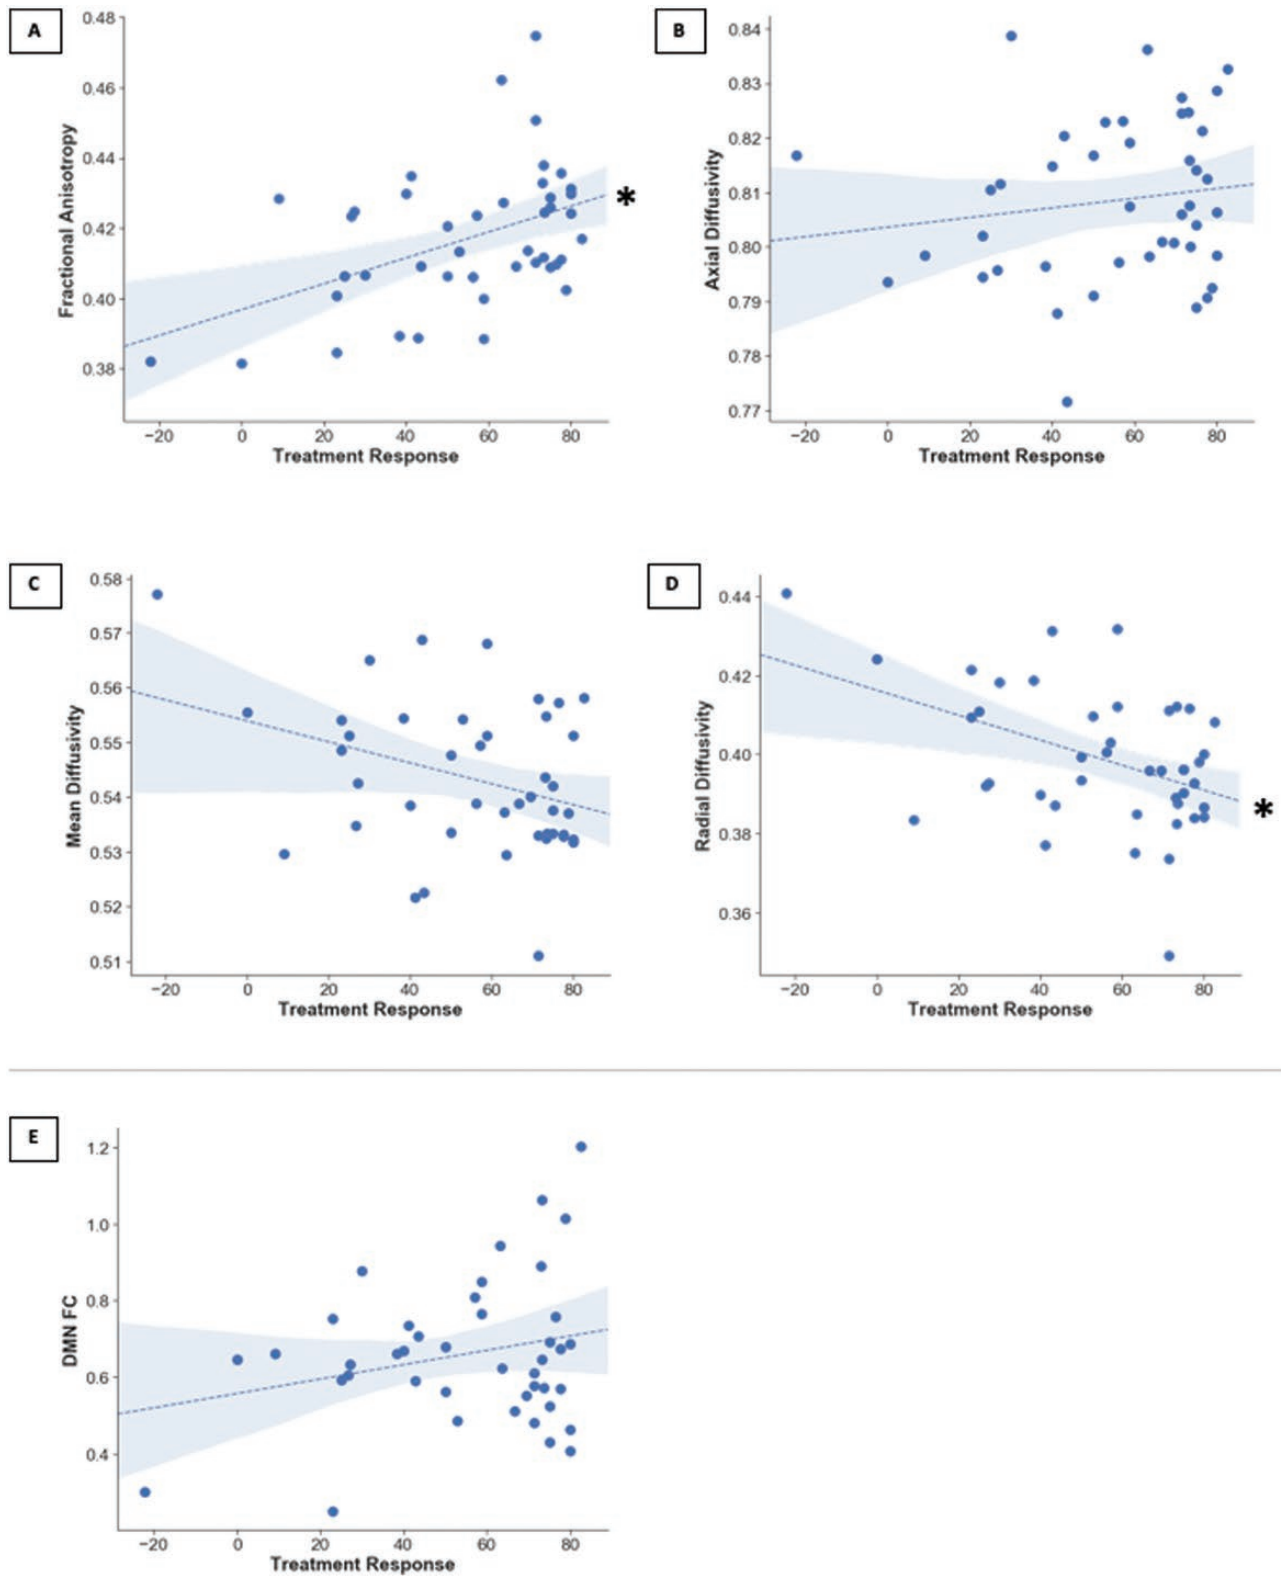 A
0.48
0.46
0.44
0.42
0.40
0.38
Fractional Anisotropy
−20 0 20 40 60 80
Treatment Response
*
B
0.84
0.83
0.82
0.81
0.80
0.79
0.78
0.77
Axial Diffusivity
−20 0 20 40 60 80
Treatment Response
C
0.58
0.57
0.56
0.55
0.54
0.53
0.52
0.51
Mean Diffusivity
−20 0 20 40 60 80
Treatment Response
D
0.44
0.42
0.40
0.38
0.36
Radial Diffusivity
−20 0 20 40 60 80
Treatment Response
*
E
1.2
1.0
0.8
0.6
0.4
DMN FC
−20 0 20 40 60 80
Treatment Response